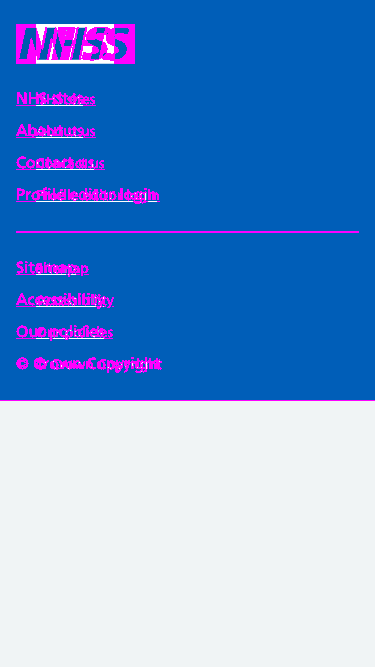 NHS
NHS sites
About us
Contact us
Profile editor login
Sitemap
Accessibility
Our policies
© Crown Copyright